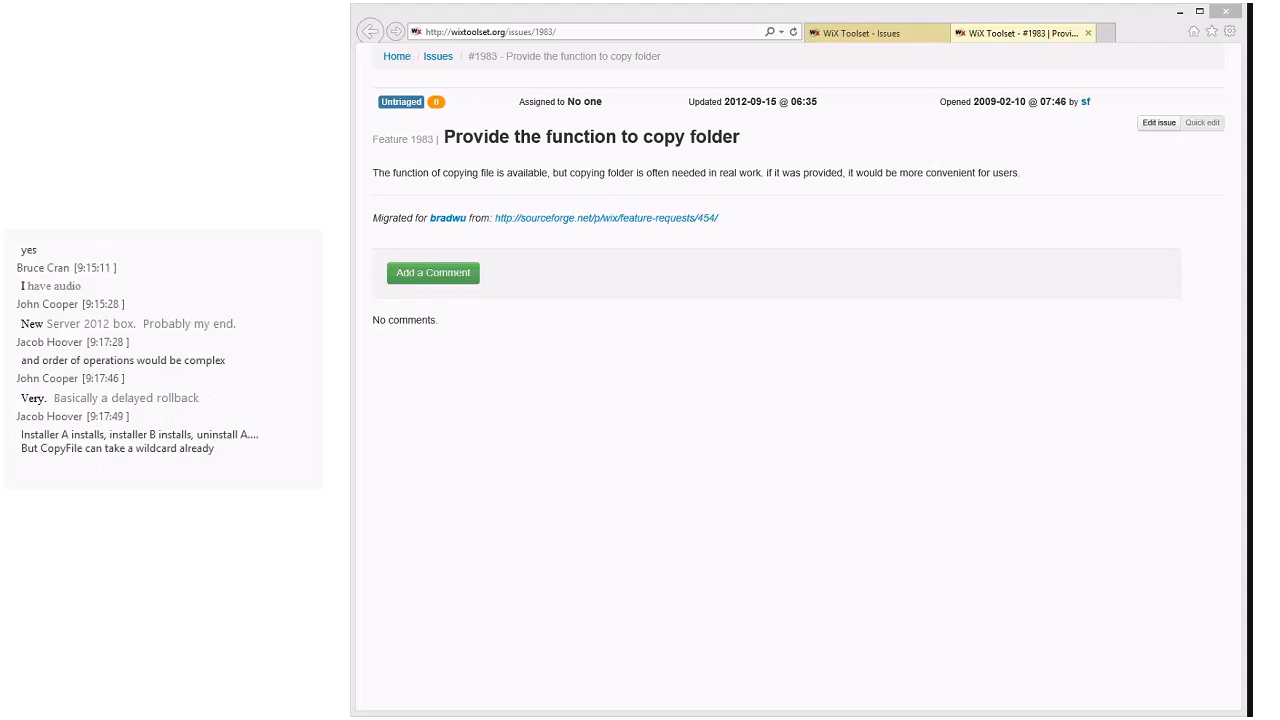 yes
Bruce Cran [9:15:11 ]
I have audio
John Cooper [9:15:28 ]
New Server 2012 box.  Probably my end.
Jacob Hoover [9:17:28 ]
and order of operations would be complex
John Cooper [9:17:46 ]
Very.  Basically a delayed rollback
Jacob Hoover [9:17:49 ]
Installer A installs, installer B installs, uninstall A....
But CopyFile can take a wildcard already
http://wixtoolset.org/issues/1983/
WiX Toolset - Issues
WiX Toolset - #1983 | Provi...
Home / Issues / #1983 - Provide the function to copy folder
Untriaged 0 Assigned to No one Updated 2012-09-15 @ 06:35 Opened 2009-02-10 @ 07:46 by sf
Edit issue Quick edit
Feature 1983 | Provide the function to copy folder
The function of copying file is available, but copying folder is often needed in real work. if it was provided, it would be more convenient for users.
Migrated for bradwu from: http://sourceforge.net/p/wix/feature-requests/454/
Add a Comment
No comments.